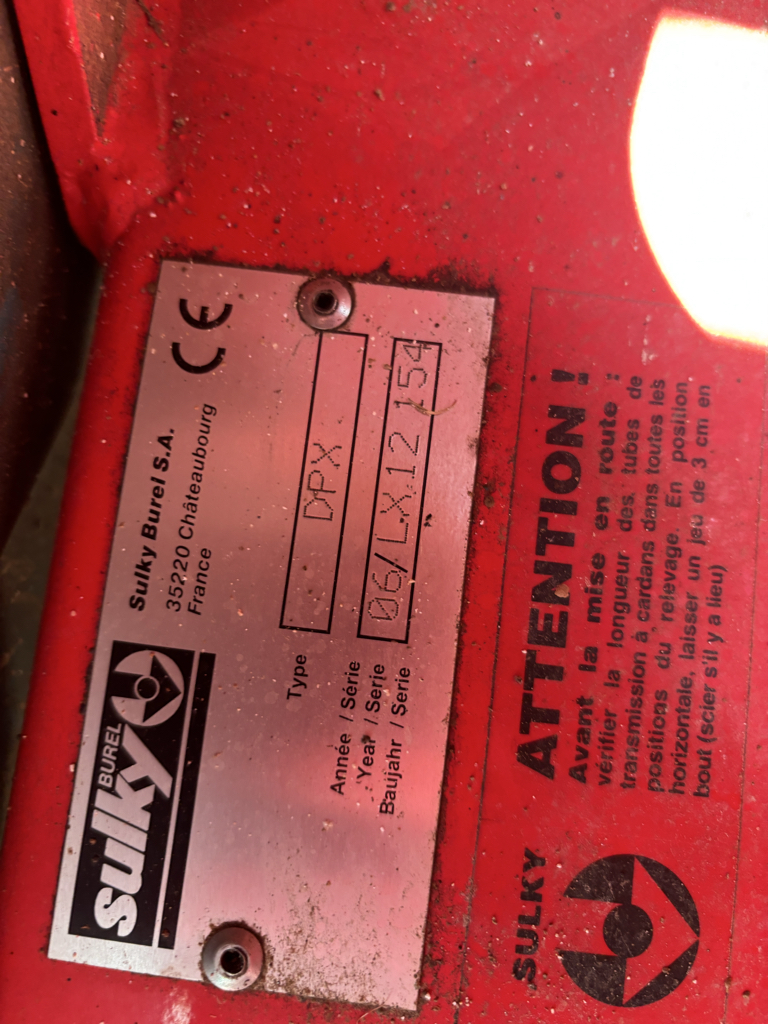 sulky
BUREL
Sulky Burel S.A.
35220 Châteaubourg
France
CE
Type
DPX
Année / Série
Year / Serie
Baujahr / Serie
06/LX12 154
SULKY
ATTENTION !
Avant la mise en route :
vérifier la longueur des tubes de
transmission à cardans dans toutes les
positions du relevage. En position
horizontale, laisser un jeu de 3 cm en
bout (scier s'il y a lieu)